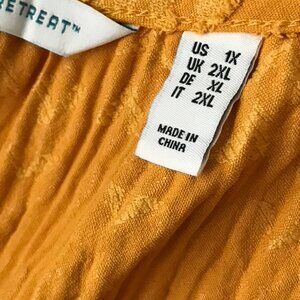 RETREAT™
US 1X
UK 2XL
DE XL
IT 2XL
MADE IN
CHINA